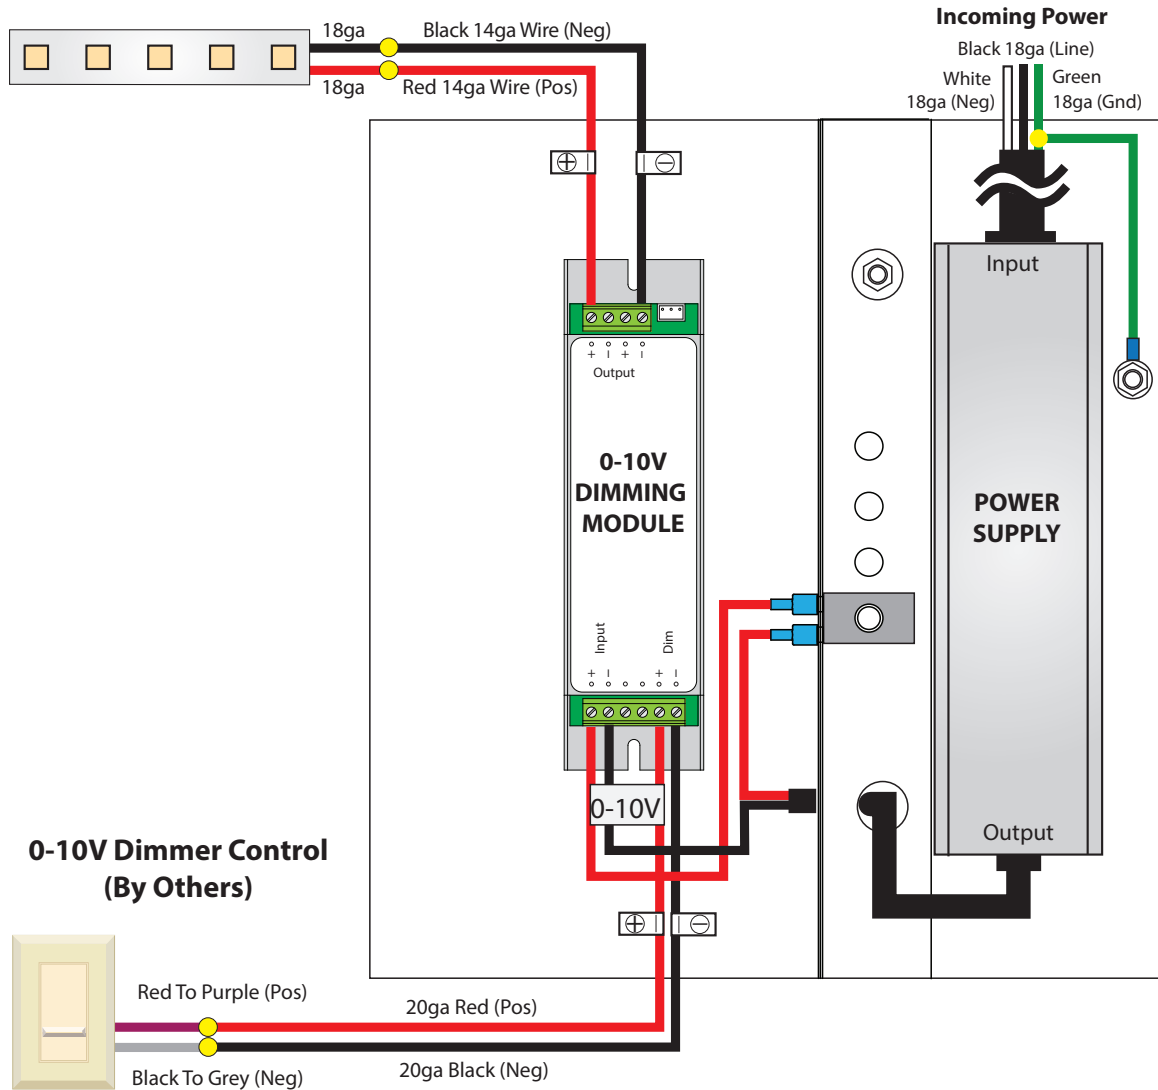 Incoming Power
18ga
Black 14ga Wire (Neg)
Black 18ga (Line)
White
18ga (Neg)
Green
18ga (Gnd)
18ga
Red 14ga Wire (Pos)
+
−
Input
+ − + −
Output
0-10V
DIMMING
MODULE
POWER
SUPPLY
Input
Dim
+ − + −
0-10V
Output
0-10V Dimmer Control
(By Others)
+
−
Red To Purple (Pos)
20ga Red (Pos)
Black To Grey (Neg)
20ga Black (Neg)